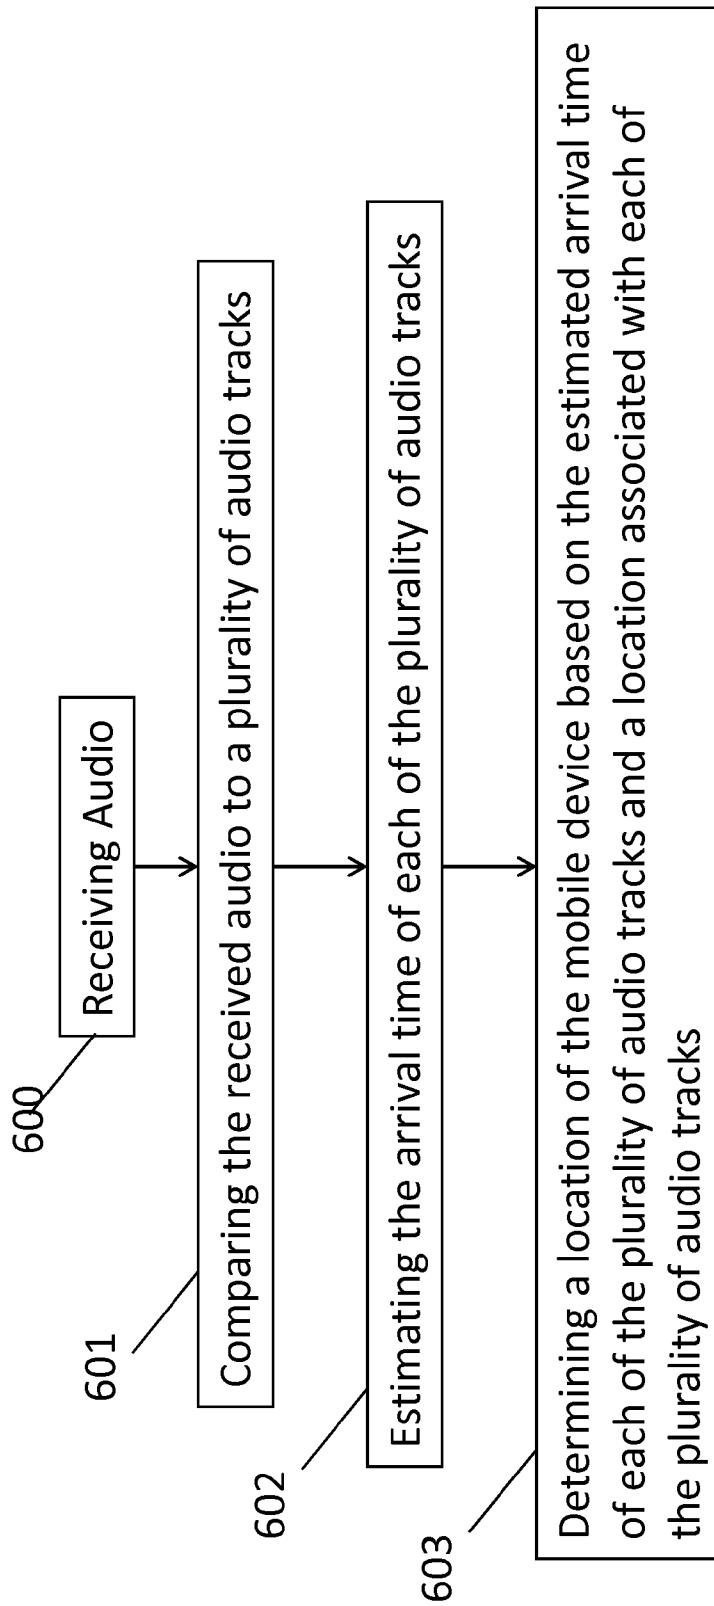 600
Receiving Audio
601
Comparing the received audio to a plurality of audio tracks
602
Estimating the arrival time of each of the plurality of audio tracks
603
Determining a location of the mobile device based on the estimated arrival time
of each of the plurality of audio tracks and a location associated with each of
the plurality of audio tracks